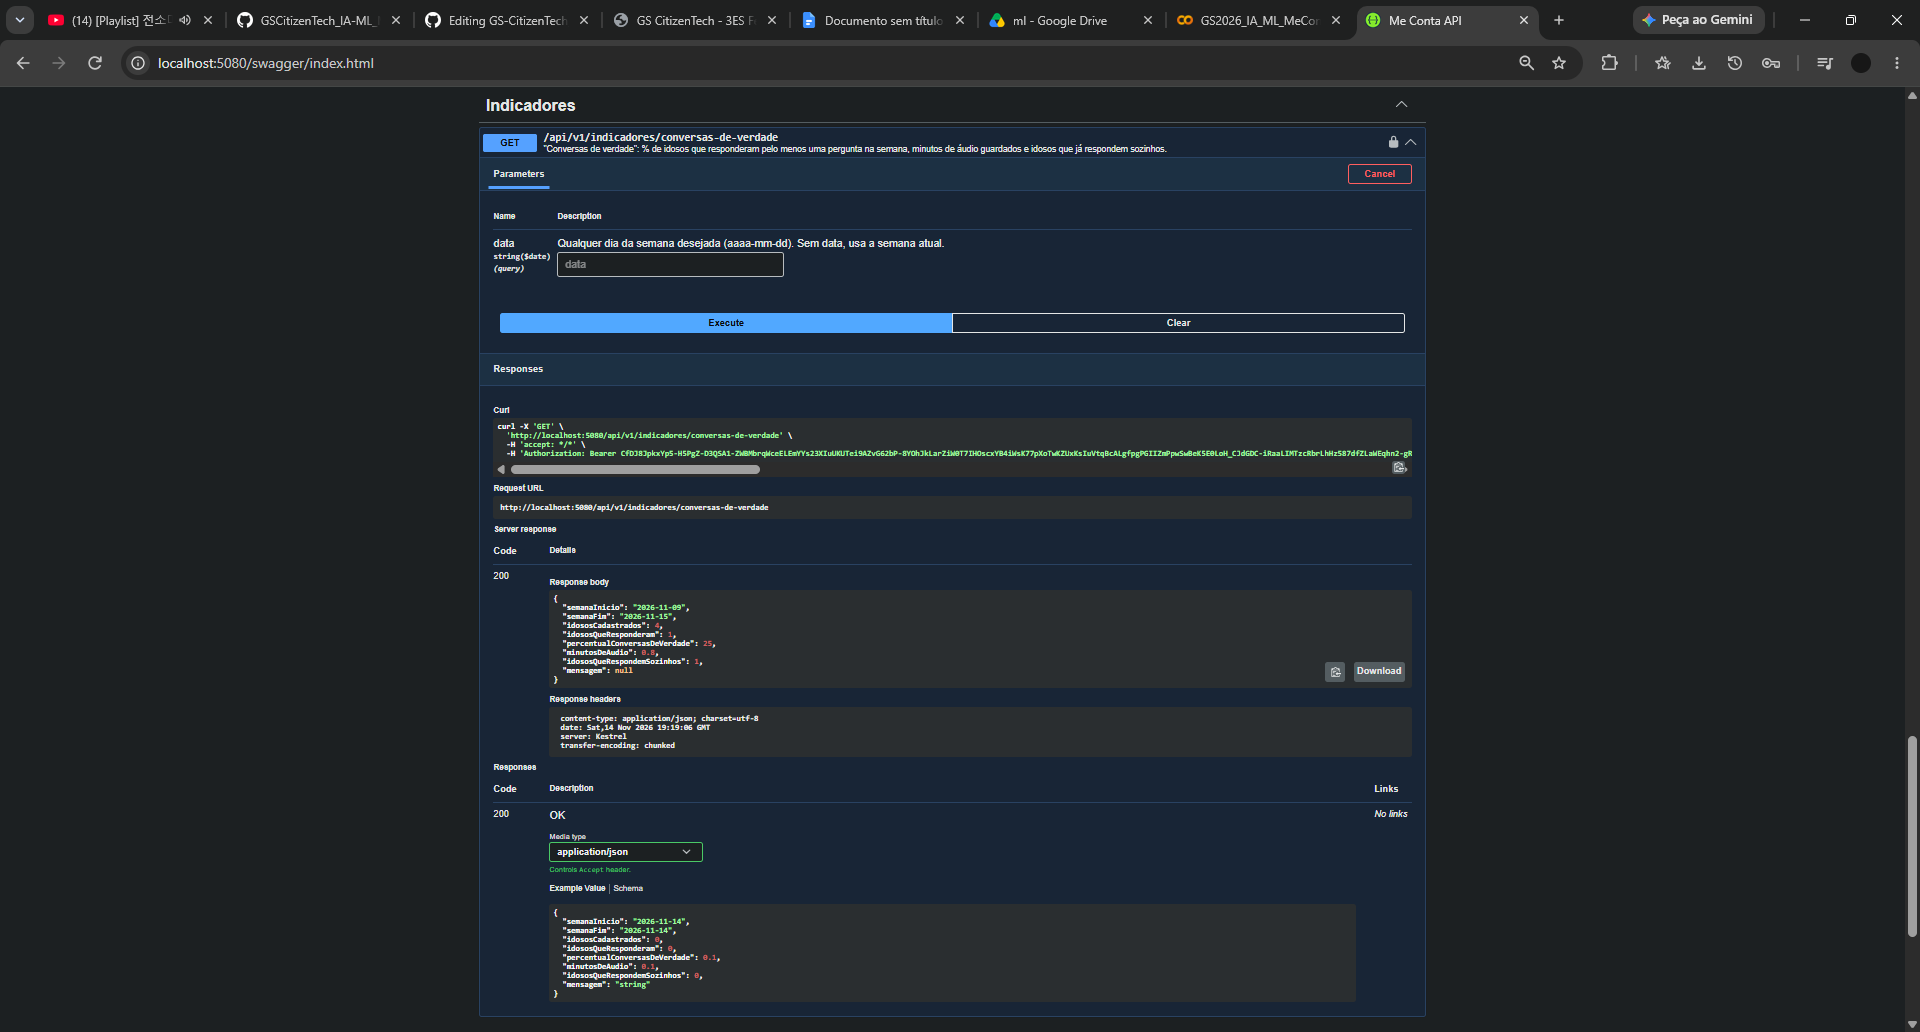 (14) [Playlist] 전소
GSCitizenTech_IA-ML_
Editing GS-CitizenTech
GS CitizenTech - 3ES F
Documento sem título
ml - Google Drive
GS2026_IA_ML_MeCon
Me Conta API
Peça ao Gemini
localhost:5080/swagger/index.html
Indicadores
GET
/api/v1/indicadores/conversas-de-verdade
"Conversas de verdade": % de idosos que responderam pelo menos uma pergunta na semana, minutos de áudio guardados e idosos que já respondem sozinhos.
Parameters
Cancel
Name Description
data Qualquer dia da semana desejada (aaaa-mm-dd). Sem data, usa a semana atual.
string($date)
(query)
data
Execute
Clear
Responses
Curl
curl -X 'GET' \
'http://localhost:5080/api/v1/indicadores/conversas-de-verdade' \
-H 'accept: */*' \
-H 'Authorization: Bearer
Request URL
http://localhost:5080/api/v1/indicadores/conversas-de-verdade
Server response
Code Details
200
Response body
{
"semanaInicio": "2026-11-09",
"semanaFim": "2026-11-15",
"idososCadastrados": 4,
"idososQueResponderam": 1,
"percentualConversasDeVerdade": 25,
"minutosDeAudio": 0.8,
"idososQueRespondemSozinhos": 1,
"mensagem": null
}
Download
Response headers
content-type: application/json; charset=utf-8
date: Sat,14 Nov 2026 19:19:06 GMT
server: Kestrel
transfer-encoding: chunked
Responses
Code Description Links
200 OK No links
Media type
application/json
Controls Accept header.
Example Value | Schema
{
"semanaInicio": "2026-11-14",
"semanaFim": "2026-11-14",
"idososCadastrados": 0,
"idososQueResponderam": 0,
"percentualConversasDeVerdade": 0.1,
"minutosDeAudio": 0.1,
"idososQueRespondemSozinhos": 0,
"mensagem": "string"
}